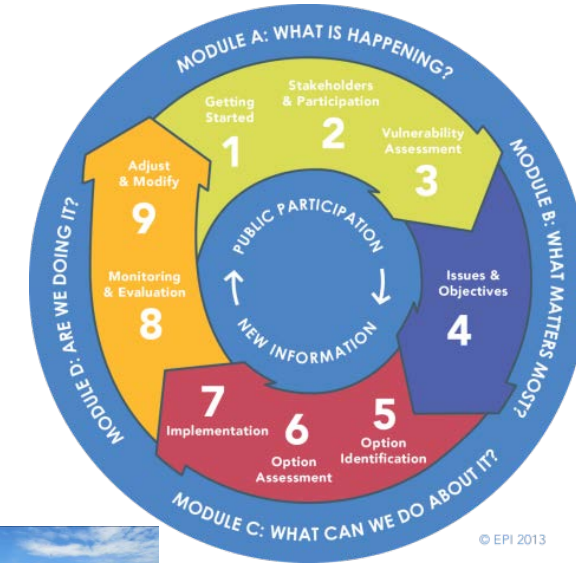 MODULE A: WHAT IS HAPPENING?
Getting
Started
1
Stakeholders
& Participation
2
Vulnerability
Assessment
3
MODULE B: WHAT MATTERS MOST?
Issues &
Objectives
4
MODULE C: WHAT CAN WE DO ABOUT IT?
5
Option
Identification
6
Option
Assessment
7
Implementation
MODULE D: ARE WE DOING IT?
Monitoring
& Evaluation
8
Adjust
& Modify
9
PUBLIC PARTICIPATION
NEW INFORMATION
© EPI 2013